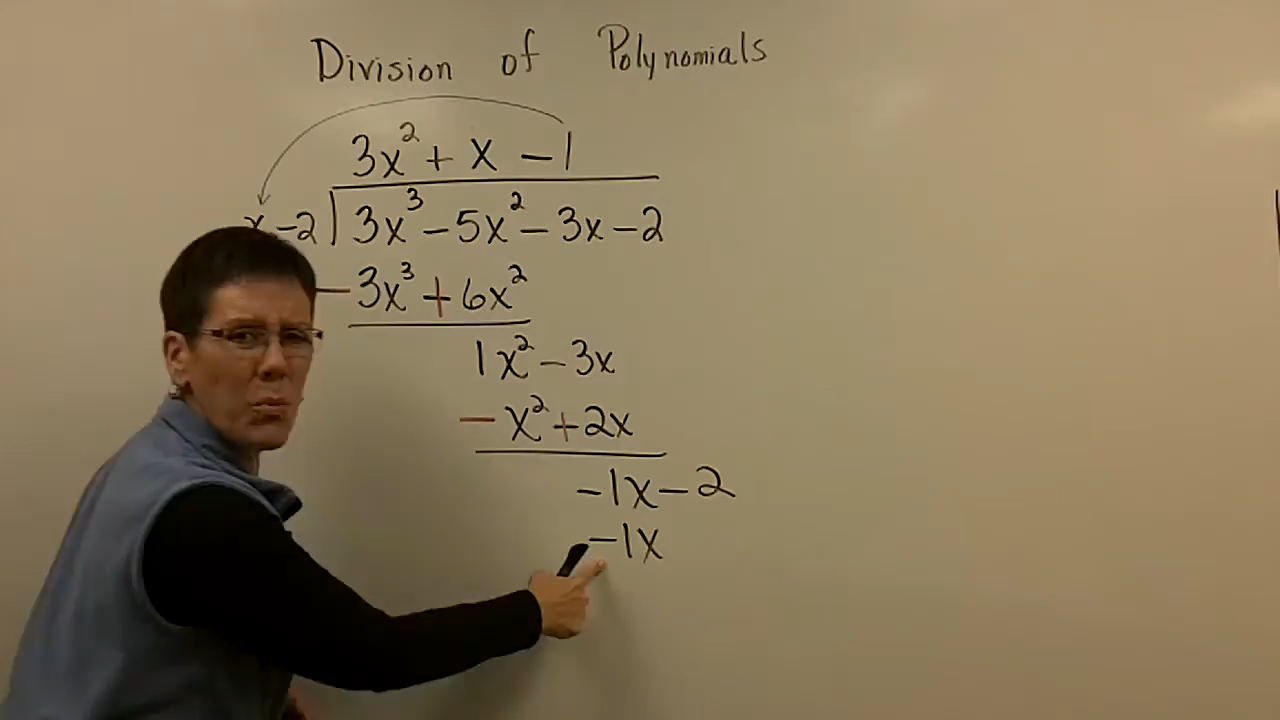 Division of Polynomials
3x² + x - 1
x - 2 | 3x³ - 5x² - 3x - 2
- 3x³ + 6x²
1x² - 3x
- x² + 2x
-1x - 2
-1x